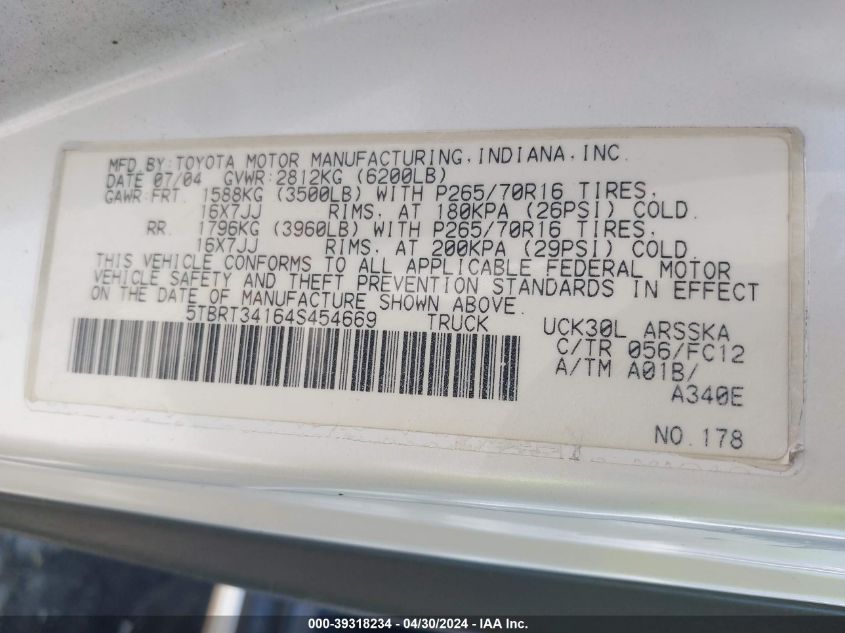 MFD. BY: TOYOTA MOTOR MANUFACTURING, INDIANA, INC.
DATE 07/04 GVWR: 2812KG (6200LB)
GAWR: FRT. 1588KG (3500LB) WITH P265/70R16 TIRES,
16X7JJ RIMS, AT 180KPA (26PSI) COLD.
RR. 1796KG (3960LB) WITH P265/70R16 TIRES,
16X7JJ RIMS, AT 200KPA (29PSI) COLD.
THIS VEHICLE CONFORMS TO ALL APPLICABLE FEDERAL MOTOR
VEHICLE SAFETY AND THEFT PREVENTION STANDARDS IN EFFECT
ON THE DATE OF MANUFACTURE SHOWN ABOVE.
5TBRT34164S454669 TRUCK UCK30L ARSSKA
C/TR 056/FC12
A/TM A01B/
A340E
NO. 178
000-39318234 - 04/30/2024 - IAA Inc.